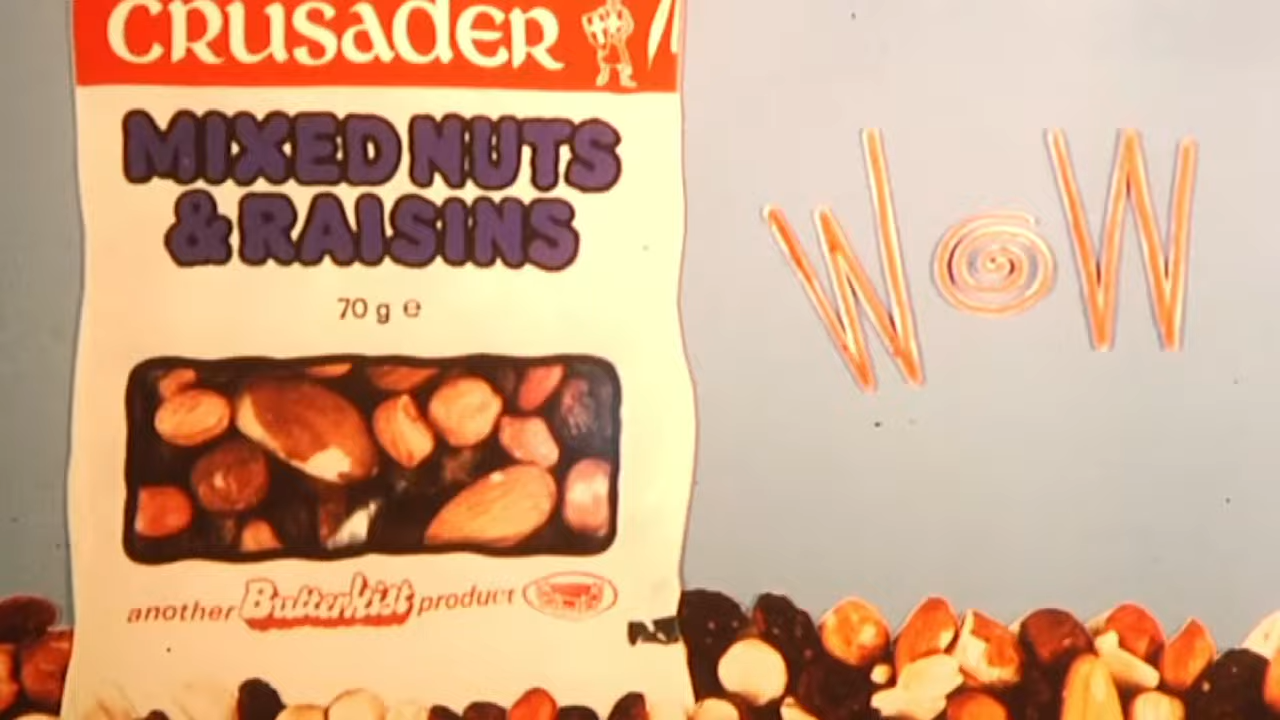 CRUSADER
MIXED NUTS
& RAISINS
70 g e
another Butterkist product
WOW